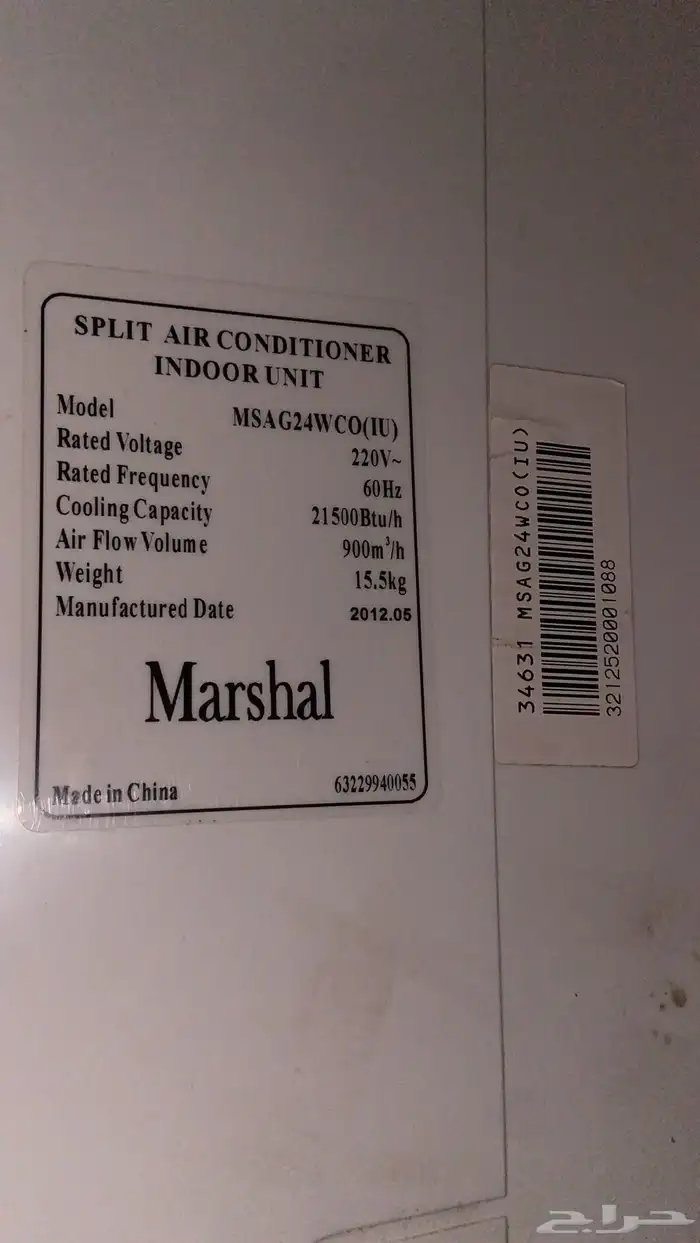 SPLIT AIR CONDITIONER
INDOOR UNIT
Model MSAG24WCO(IU)
Rated Voltage 220V~
Rated Frequency 60Hz
Cooling Capacity 21500Btu/h
Air Flow Volume 900m³/h
Weight 15.5kg
Manufactured Date 2012.05
Marshal
Made in China 63229940055
34631 MSAG24WCO(IU)
3212520001088
حراج